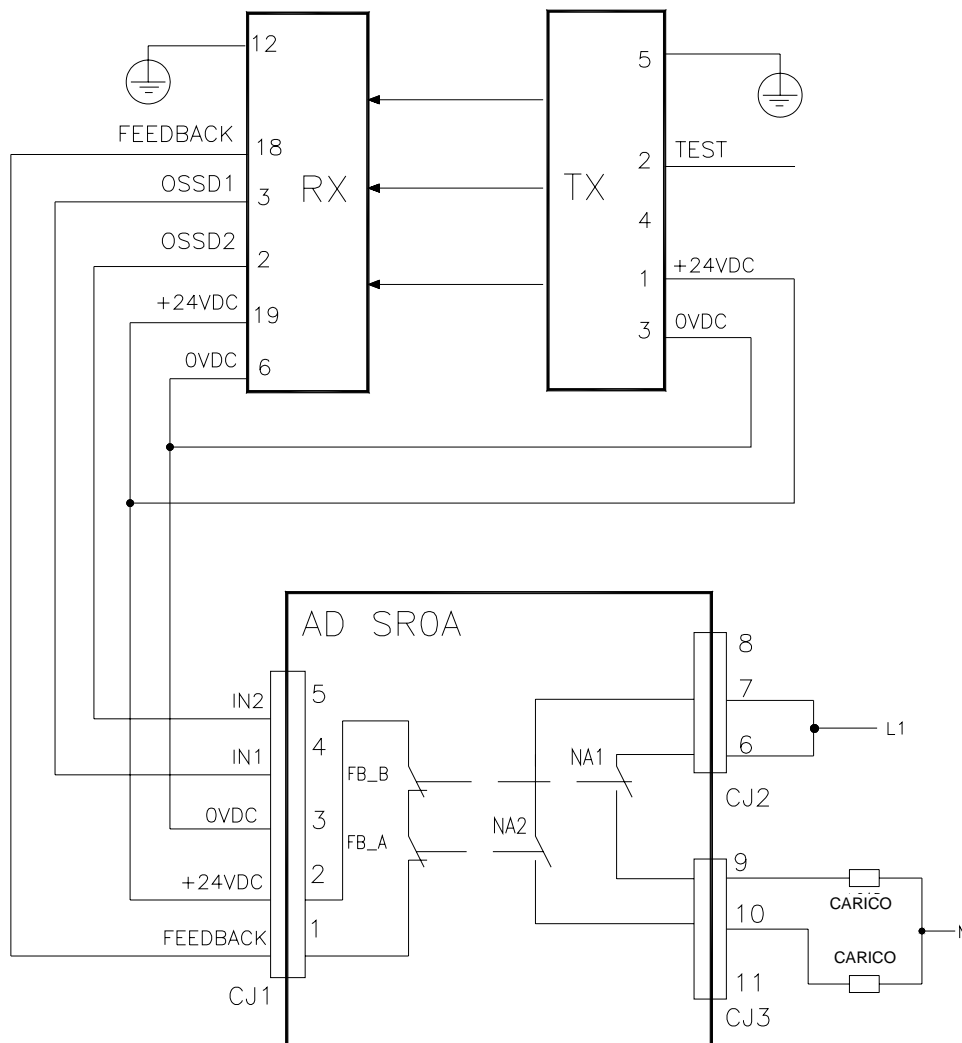 12
FEEDBACK
18
OSSD1
3
RX
OSSD2
2
+24VDC
19
0VDC
6
5
TEST
2
TX
4
+24VDC
1
0VDC
3
AD SR0A
IN2
5
IN1
4
0VDC
3
+24VDC
2
FEEDBACK
1
CJ1
FB_B
FB_A
NA1
NA2
8
7
6
L1
CJ2
9
CARICO
10
CARICO
11
CJ3